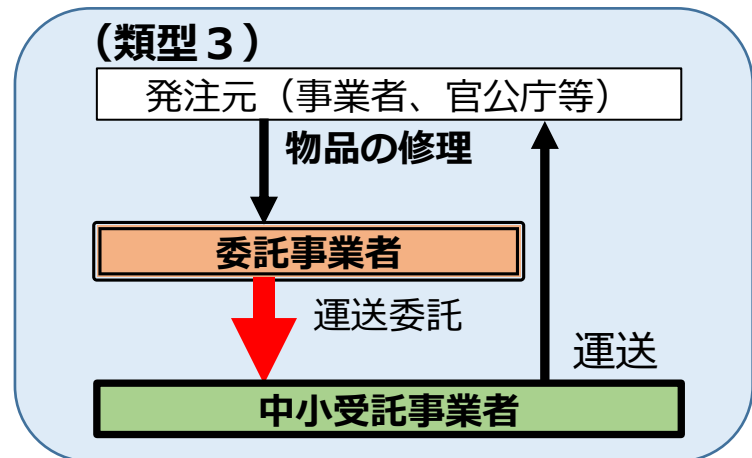 （類型３）
発注元（事業者、官公庁等）
物品の修理
委託事業者
運送委託
運送
中小受託事業者